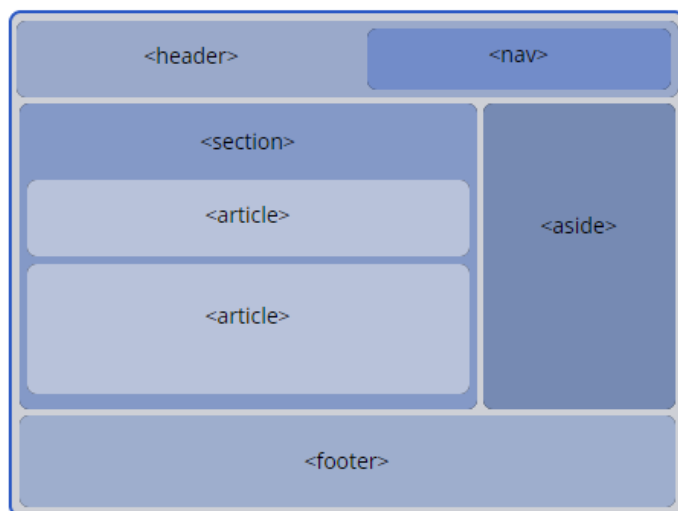 <header>
<nav>
<section>
<article>
<aside>
<article>
<footer>